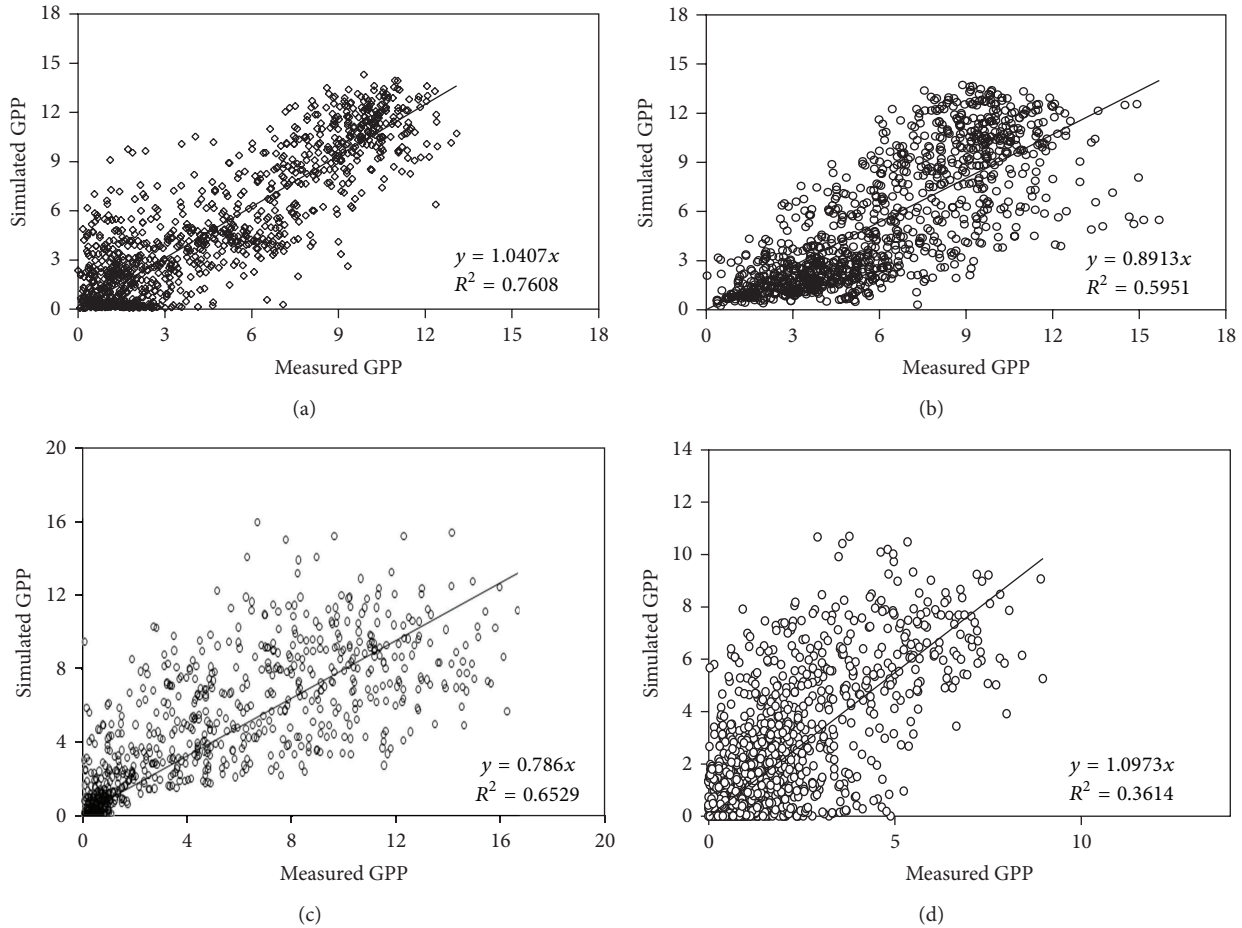 18
15
12
9
6
3
0
Simulated GPP
y = 1.0407x
R² = 0.7608
0 3 6 9 12 15 18
Measured GPP
(a)
18
15
12
9
6
3
0
Simulated GPP
y = 0.8913x
R² = 0.5951
0 3 6 9 12 15 18
Measured GPP
(b)
20
16
12
8
4
0
Simulated GPP
y = 0.786x
R² = 0.6529
0 4 8 12 16 20
Measured GPP
(c)
14
12
10
8
6
4
2
0
Simulated GPP
y = 1.0973x
R² = 0.3614
0 5 10
Measured GPP
(d)